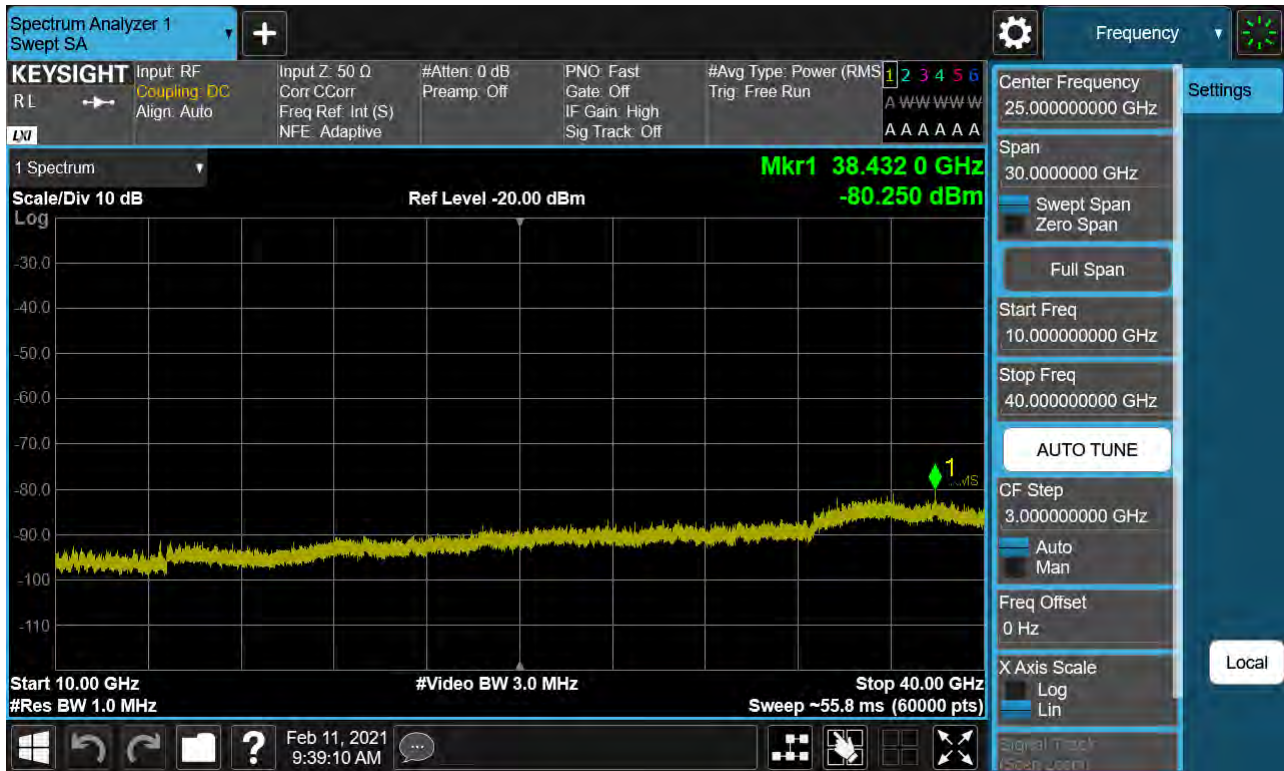 Spectrum Analyzer 1
Swept SA
+
Frequency
KEYSIGHT
RL
LXI
Input: RF
Coupling: DC
Align: Auto
Input Z: 50 Ω
Corr CCorr
Freq Ref: Int (S)
NFE: Adaptive
#Atten: 0 dB
Preamp: Off
PNO: Fast
Gate: Off
IF Gain: High
Sig Track: Off
#Avg Type: Power (RMS
Trig: Free Run
1 2 3 4 5 6
A W W W W W
A A A A A A
1 Spectrum
Mkr1 38.432 0 GHz
-80.250 dBm
Scale/Div 10 dB
Ref Level -20.00 dBm
Log
-30.0
-40.0
-50.0
-60.0
-70.0
-80.0
-90.0
-100
-110
1
Start 10.00 GHz
#Video BW 3.0 MHz
Stop 40.00 GHz
#Res BW 1.0 MHz
Sweep ~55.8 ms (60000 pts)
Center Frequency
25.000000000 GHz
Span
30.0000000 GHz
Swept Span
Zero Span
Full Span
Start Freq
10.000000000 GHz
Stop Freq
40.000000000 GHz
AUTO TUNE
CF Step
3.000000000 GHz
Auto
Man
Freq Offset
0 Hz
X Axis Scale
Log
Lin
Signal Track
(Span Zoom)
Settings
Local
?
Feb 11, 2021
9:39:10 AM